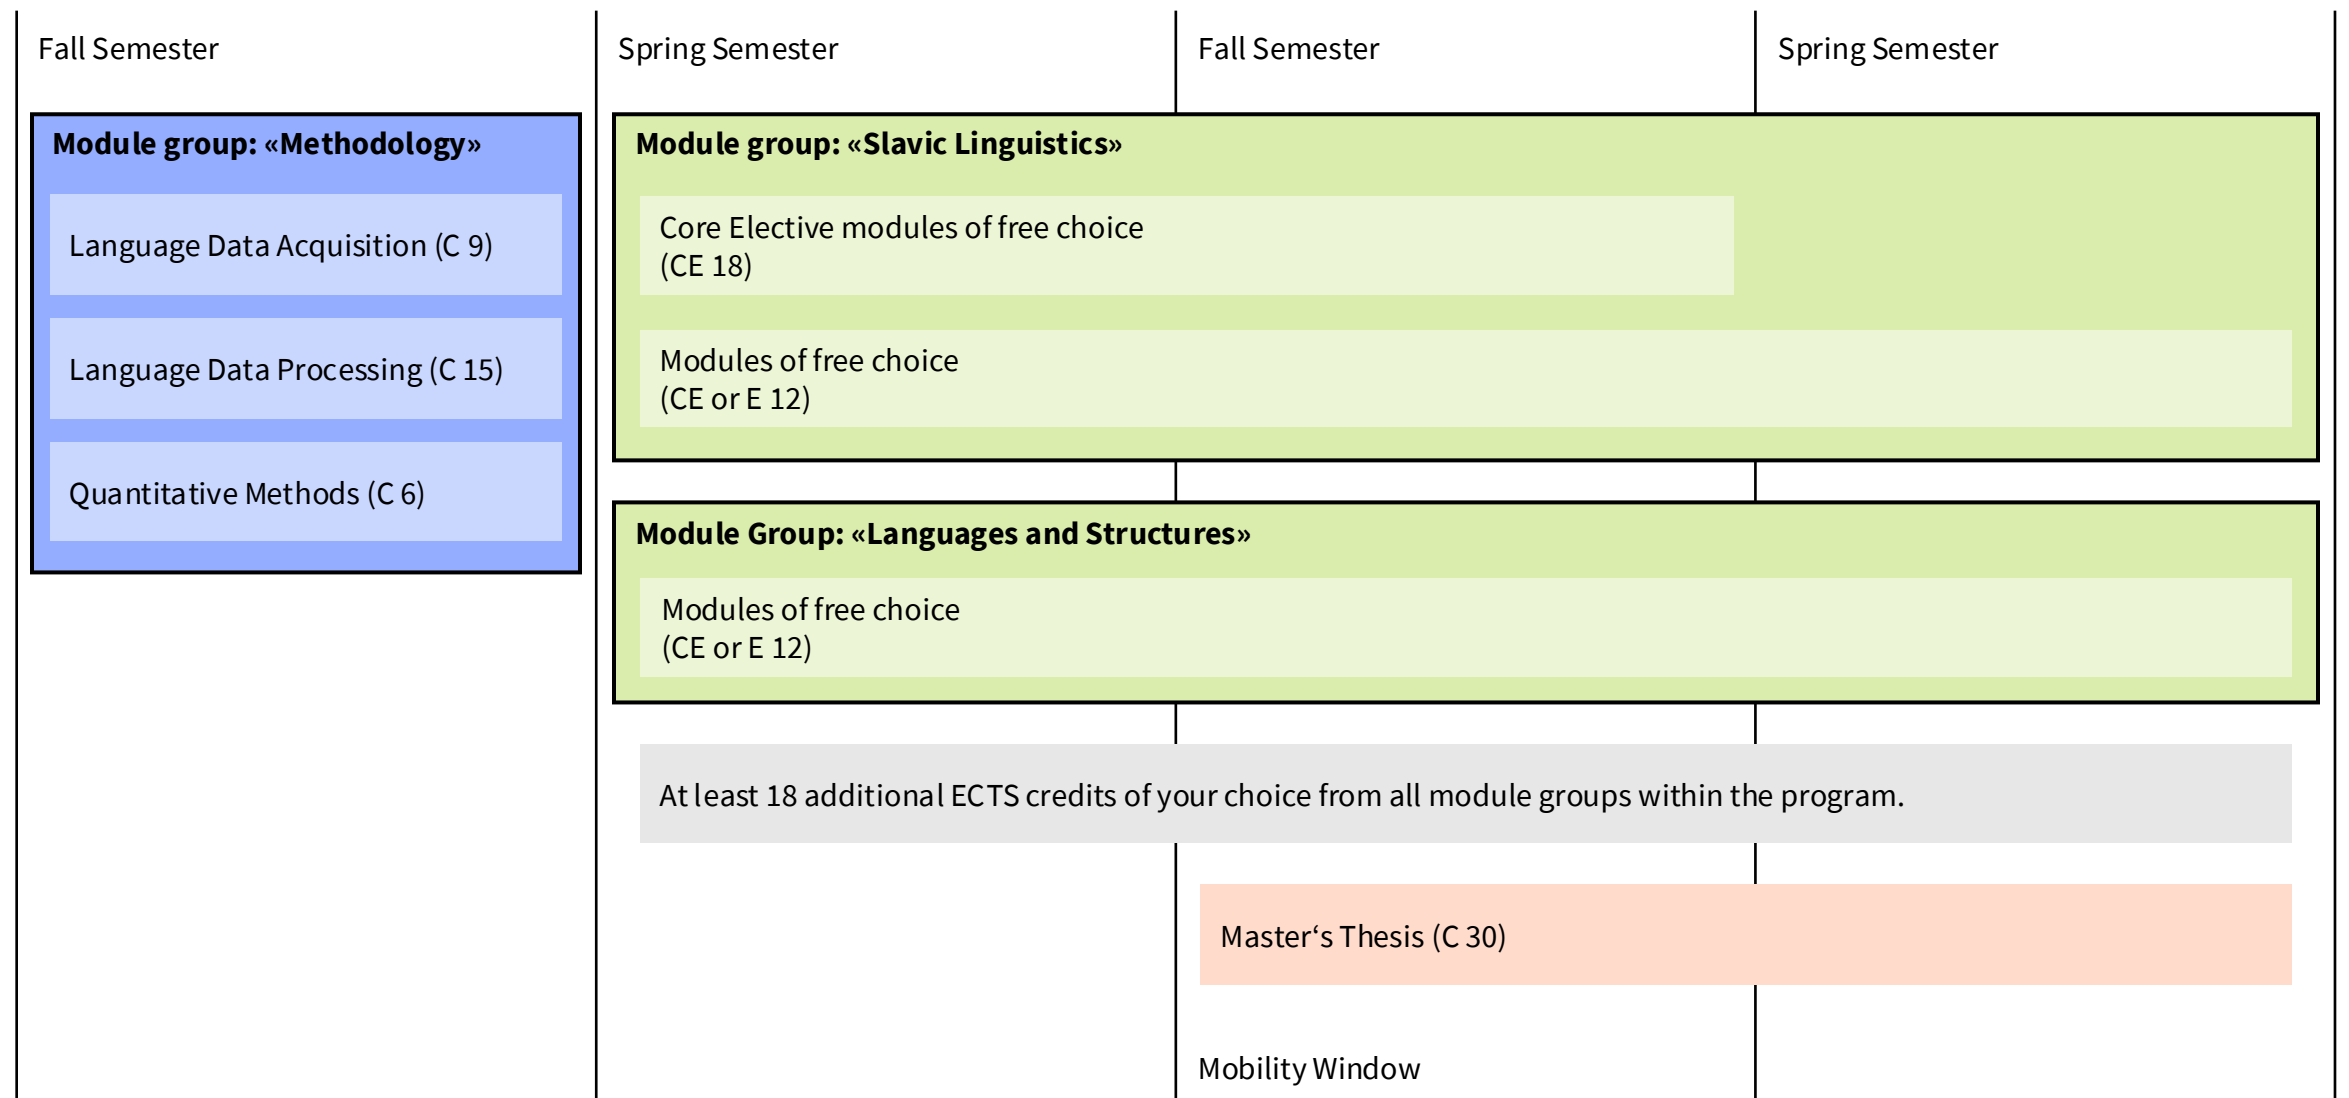 Fall Semester
Spring Semester
Fall Semester
Spring Semester
Module group: «Methodology»
Language Data Acquisition (C 9)
Language Data Processing (C 15)
Quantitative Methods (C 6)
Module group: «Slavic Linguistics»
Core Elective modules of free choice
(CE 18)
Modules of free choice
(CE or E 12)
Module Group: «Languages and Structures»
Modules of free choice
(CE or E 12)
At least 18 additional ECTS credits of your choice from all module groups within the program.
Master‘s Thesis (C 30)
Mobility Window